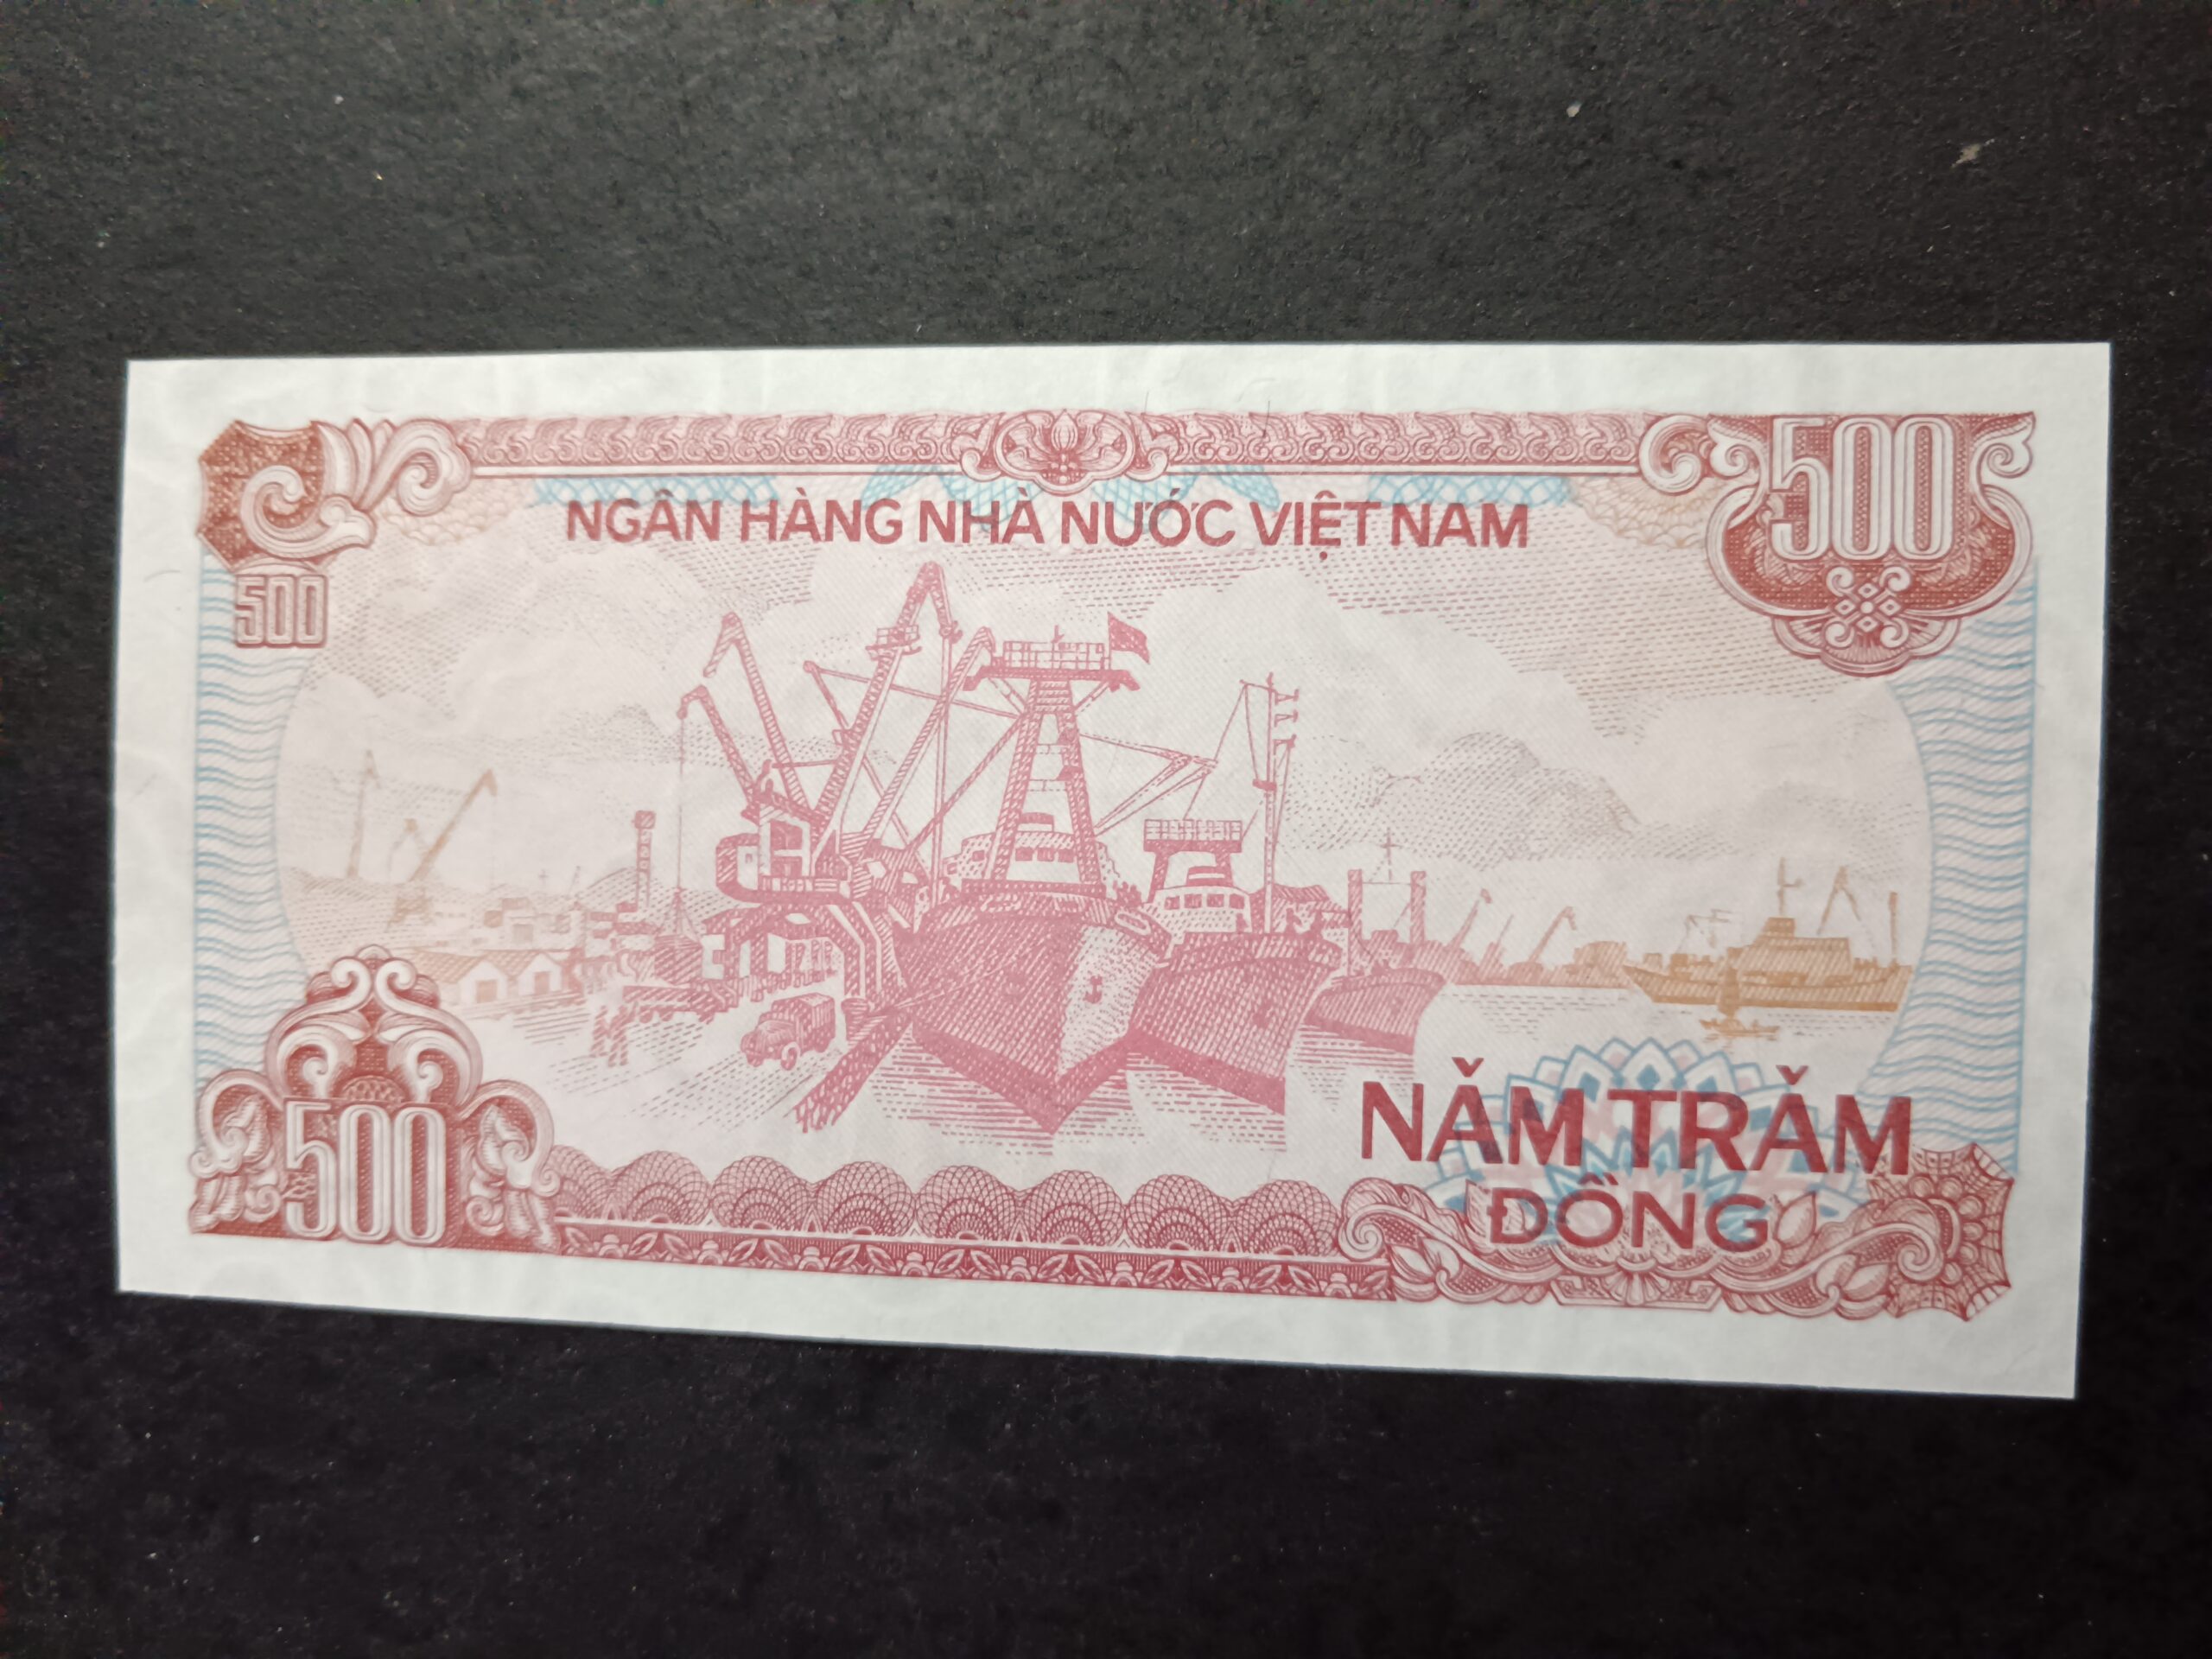 500
NGÂN HÀNG NHÀ NƯỚC VIỆT NAM
500
500
NĂM TRĂM
ĐỒNG